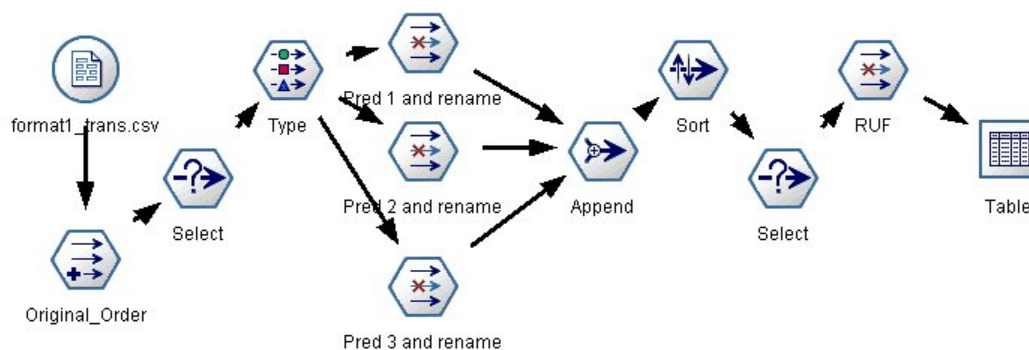 format1_trans.csv
Original_Order
Select
Type
Pred 1 and rename
Pred 2 and rename
Pred 3 and rename
Append
Sort
Select
RUF
Table